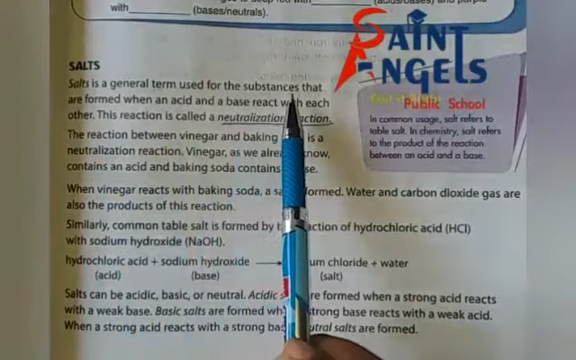 with (bases/neutrals).
SALTS
Salts is a general term used for the substances that
are formed when an acid and a base react with each
other. This reaction is called a neutralization
The reaction between vinegar and baking is a
neutralization reaction. Vinegar, as we know,
contains an acid and baking soda contains
When vinegar reacts with baking soda, a formed. Water and carbon dioxide gas are
also the products of this reaction.
Similarly, common table salt is formed by action of hydrochloric acid (HCl)
with sodium hydroxide (NaOH).
hydrochloric acid + sodium hydroxide → um chloride + water
(acid) (base) (salt)
Salts can be acidic, basic, or neutral. Acidic are formed when a strong acid reacts
with a weak base. Basic salts are formed strong base reacts with a weak acid.
When a strong acid reacts with a strong utral salts are formed.
SAINT
ANGELS
Public School
In common usage, salt refers to
table salt. In chemistry, salt refers
to the product of the reaction
between an acid and a base.